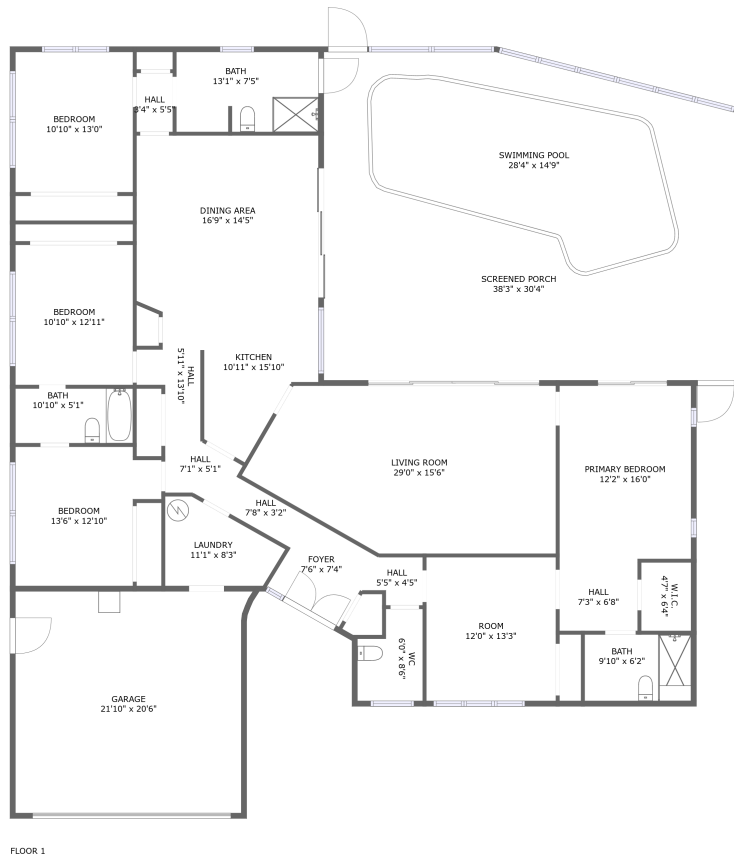 BATH
13'1" x 7'5"
HALL
3'4" x 5'5"
BEDROOM
10'10" x 13'0"
SWIMMING POOL
28'4" x 14'9"
DINING AREA
16'9" x 14'5"
SCREENED PORCH
38'3" x 30'4"
BEDROOM
10'10" x 12'11"
HALL
5'11" x 13'10"
KITCHEN
10'11" x 15'10"
BATH
10'10" x 5'1"
HALL
7'1" x 5'1"
LIVING ROOM
29'0" x 15'6"
PRIMARY BEDROOM
12'2" x 16'0"
BEDROOM
13'6" x 12'10"
HALL
7'8" x 3'2"
LAUNDRY
11'1" x 8'3"
FOYER
7'6" x 7'4"
HALL
5'5" x 4'5"
HALL
7'3" x 6'8"
W.I.C.
4'7" x 6'4"
ROOM
12'0" x 13'3"
WC
6'0" x 8'6"
BATH
9'10" x 6'2"
GARAGE
21'10" x 20'6"
FLOOR 1